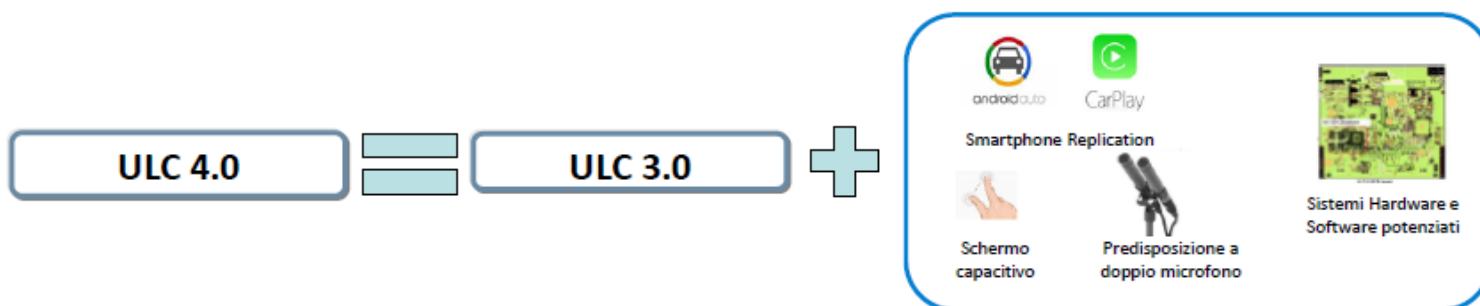 ULC 4.0
ULC 3.0
androidauto
CarPlay
Smartphone Replication
Schermo
capacitivo
Predisposizione a
doppio microfono
Sistemi Hardware e
Software potenziati